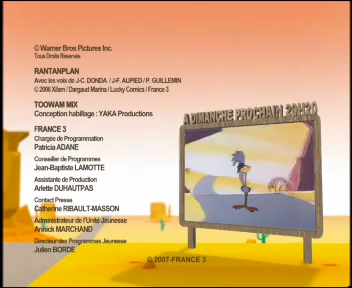 © Warner Bros Pictures Inc.
Tous Droits Réservés
RANTANPLAN
Avec les voix de J-C. DONDA / J-F. AUPIED / P. GUILLEMIN
© 2006 Xilam / Dargaud Marina / Lucky Comics / France 3
TOOWAM MIX
Conception habillage : YAKA Productions
FRANCE 3
Chargée de Programmation
Patricia ADANE
Conseiller de Programmes
Jean-Baptiste LAMOTTE
Assistante de Production
Arlette DUHAUTPAS
Contact Presse
Catherine RIBAULT-MASSON
Administrateur de l'Unité Jeunesse
Annick MARCHAND
Directeur des Programmes Jeunesse
Julien BORDE
A DIMANCHE PROCHAIN 20H20
© 2007-FRANCE 3